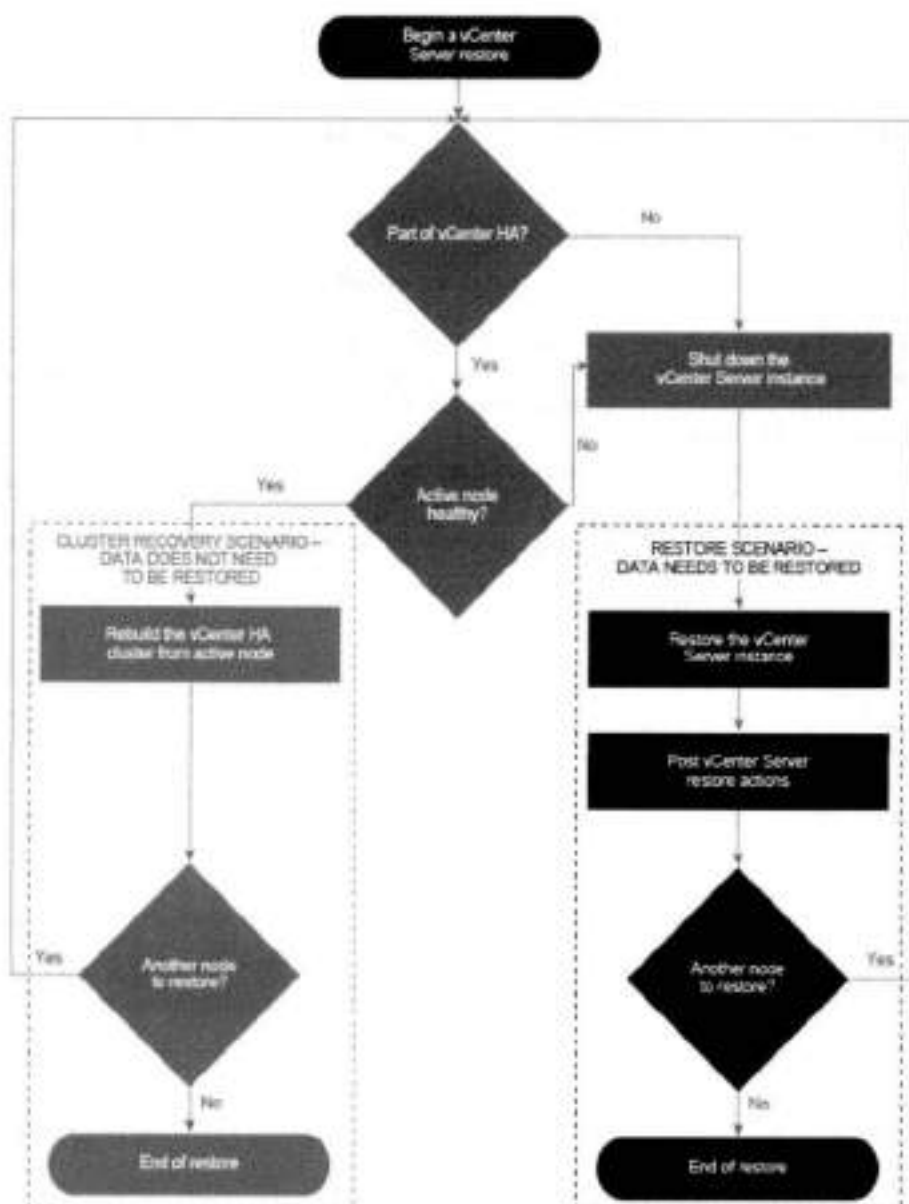 Begin a vCenter
Server restore
Part of vCenter HA?
No
Yes
Shut down the
vCenter Server instance
Active node
healthy?
No
Yes
CLUSTER RECOVERY SCENARIO –
DATA DOES NOT NEED
TO BE RESTORED
RESTORE SCENARIO –
DATA NEEDS TO BE RESTORED
Rebuild the vCenter HA
cluster from active node
Restore the vCenter
Server instance
Post vCenter Server
restore actions
Yes
Another node
to restore?
Another node
to restore?
Yes
No
No
End of restore
End of restore